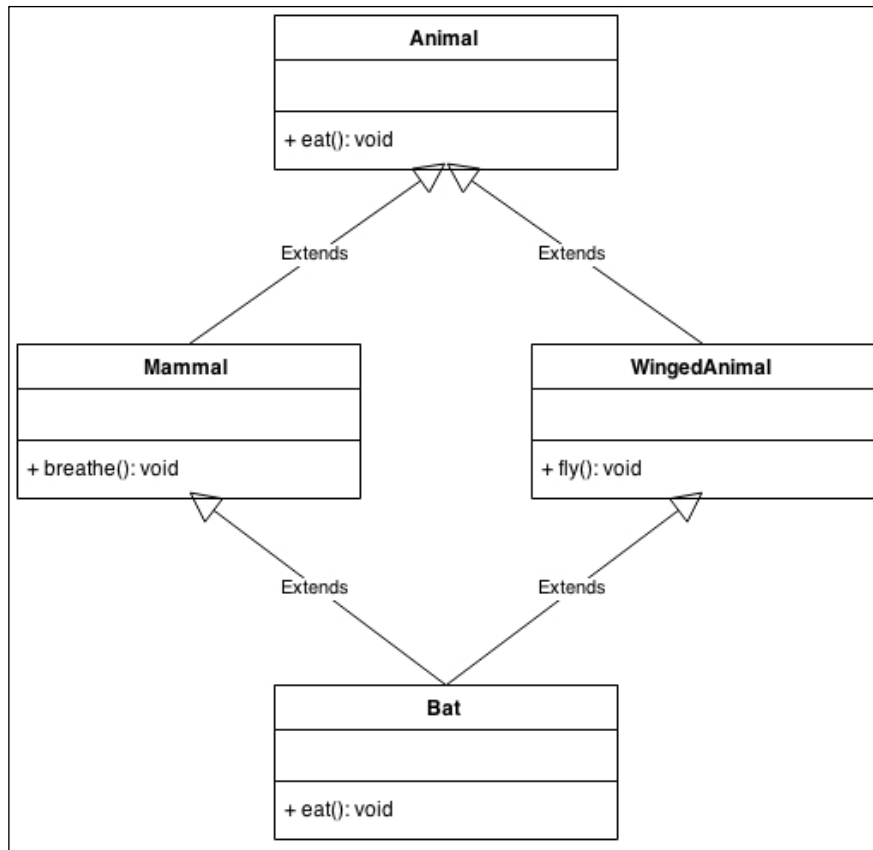 Animal
+ eat(): void
Extends
Extends
Mammal
WingedAnimal
+ breathe(): void
+ fly(): void
Extends
Extends
Bat
+ eat(): void